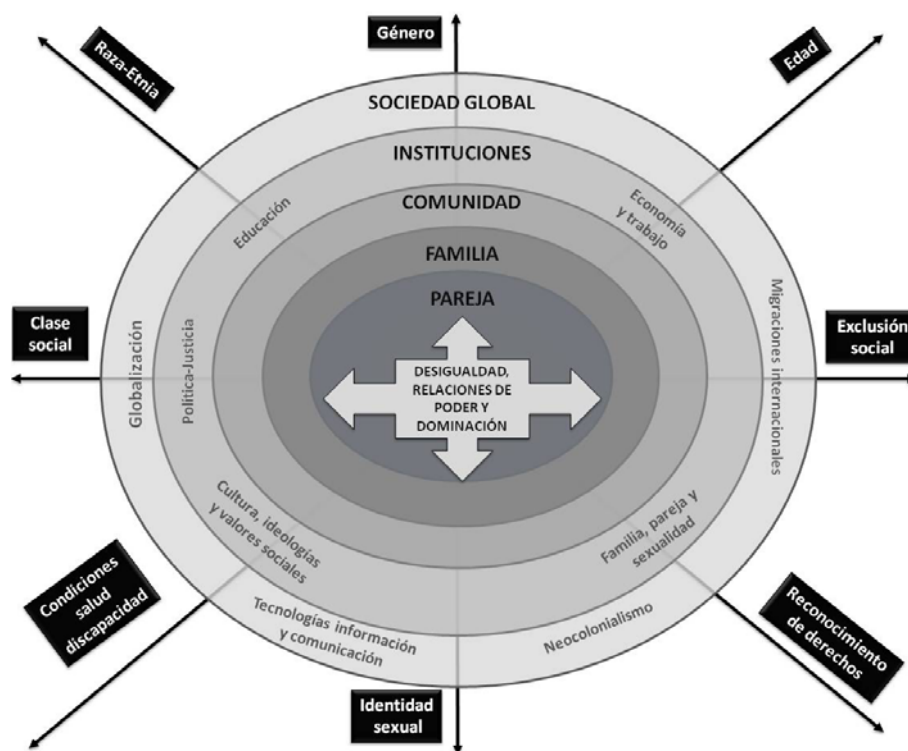 Género
Raza-Etnia
Edad
SOCIEDAD GLOBAL
INSTITUCIONES
Educación
Economía
y trabajo
COMUNIDAD
FAMILIA
PAREJA
Clase
social
Exclusión
social
Globalización
Política-Justicia
Migraciones internacionales
DESIGUALDAD,
RELACIONES DE
PODER Y
DOMINACIÓN
Cultura, ideologías
y valores sociales
Familia, pareja y
sexualidad
Tecnologías información
y comunicación
Neocolonialismo
Condiciones
salud
discapacidad
Reconocimiento
de derechos
Identidad
sexual